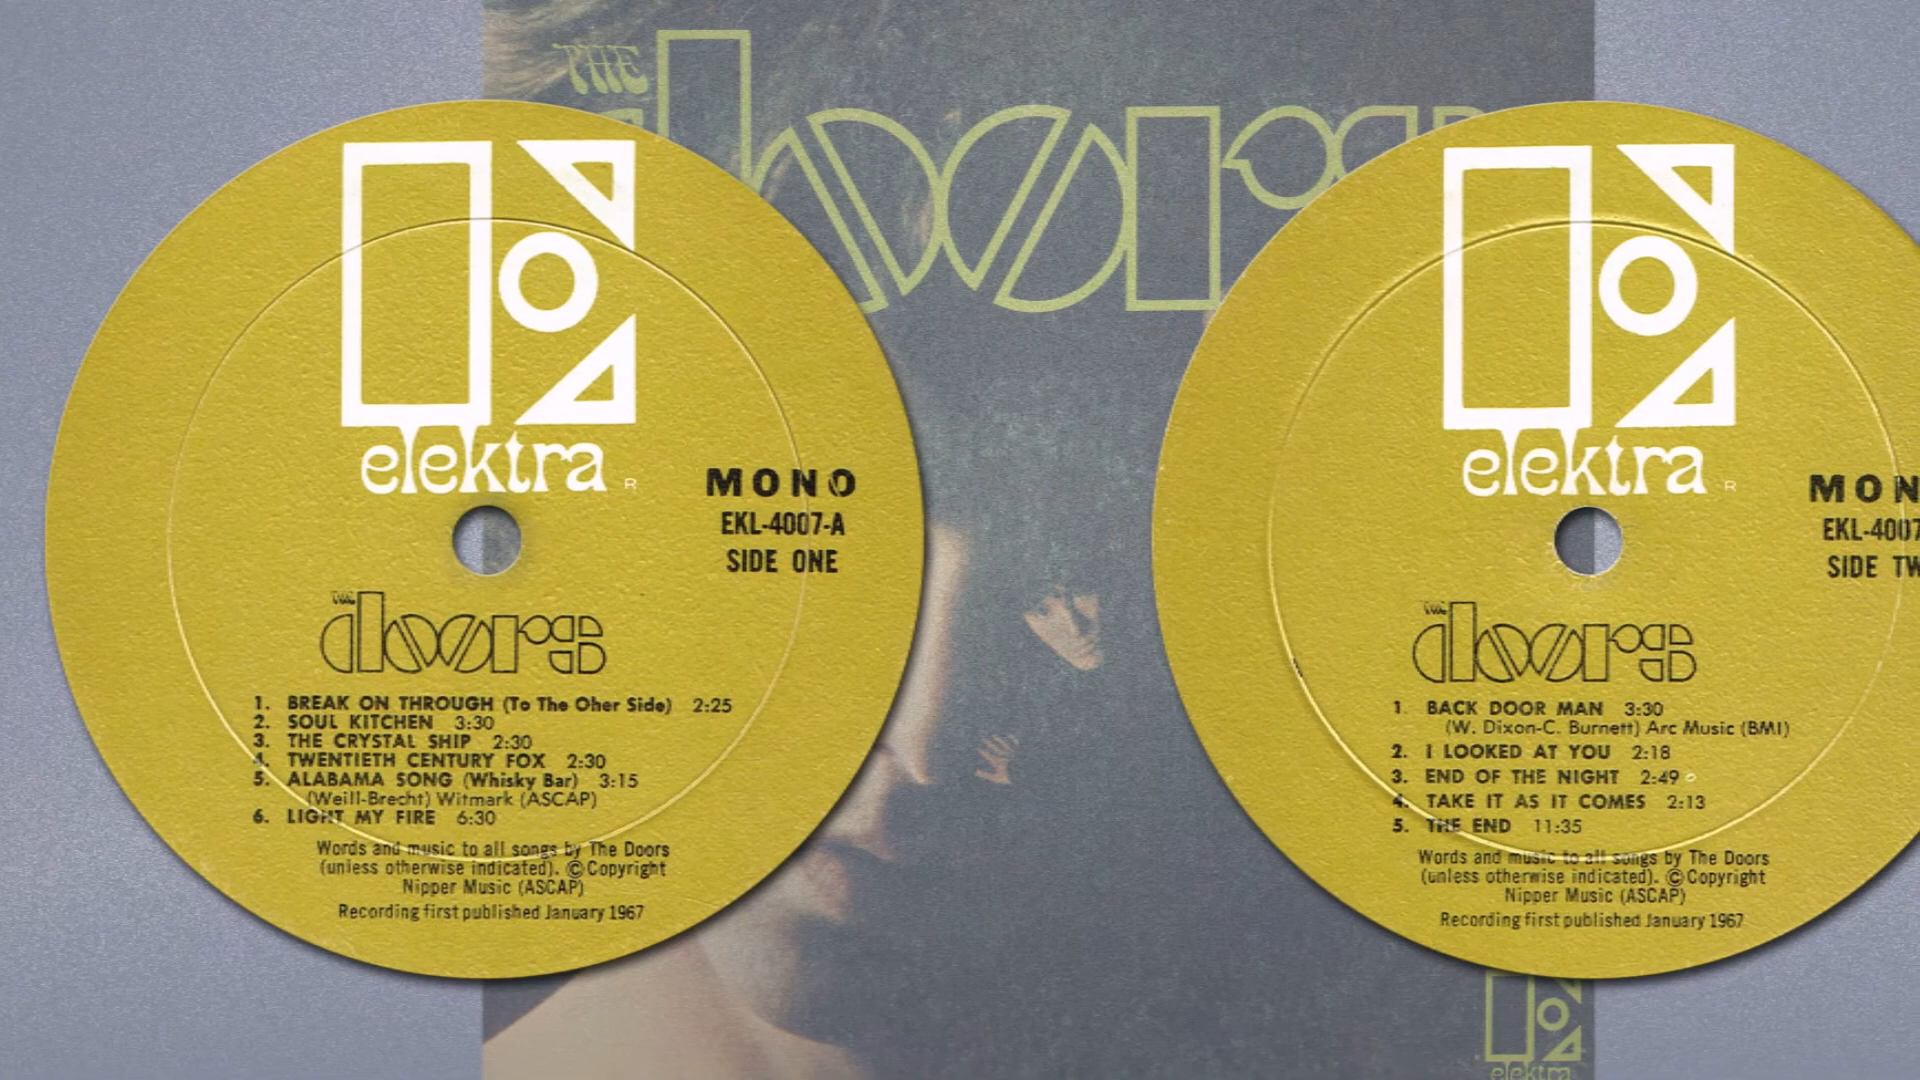 THE
doors
elektra
R
MONO
EKL-4007-A
SIDE ONE
THE
doors
1. BREAK ON THROUGH (To The Oher Side) 2:25
2. SOUL KITCHEN 3:30
3. THE CRYSTAL SHIP 2:30
4. TWENTIETH CENTURY FOX 2:30
5. ALABAMA SONG (Whisky Bar) 3:15
(Weill-Brecht) Witmark (ASCAP)
6. LIGHT MY FIRE 6:30
Words and music to all songs by The Doors
(unless otherwise indicated). © Copyright
Nipper Music (ASCAP)
Recording first published January 1967
elektra
R
MON
EKL-4007
SIDE TW
THE
doors
1. BACK DOOR MAN 3:30
(W. Dixon-C. Burnett) Arc Music (BMI)
2. I LOOKED AT YOU 2:18
3. END OF THE NIGHT 2:49
4. TAKE IT AS IT COMES 2:13
5. THE END 11:35
Words and music to all songs by The Doors
(unless otherwise indicated). © Copyright
Nipper Music (ASCAP)
Recording first published January 1967
elektra